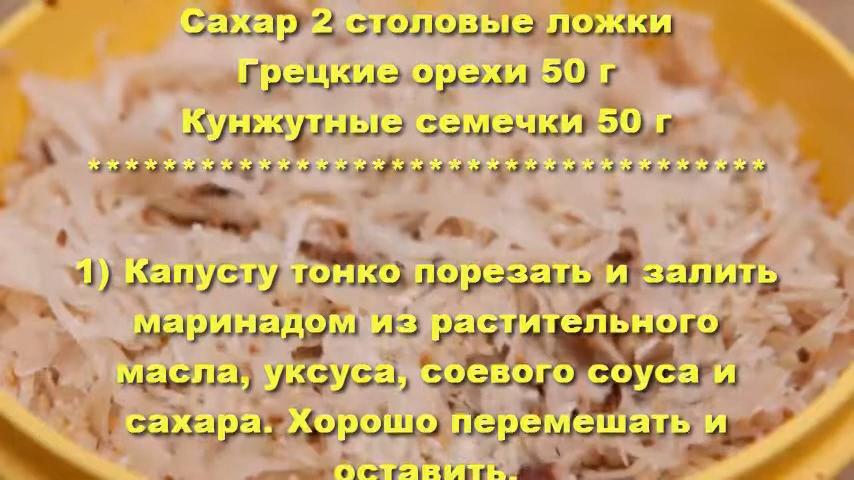 Сахар 2 столовые ложки
Грецкие орехи 50 г
Кунжутные семечки 50 г
************************************
1) Капусту тонко порезать и залить
маринадом из растительного
масла, уксуса, соевого соуса и
сахара. Хорошо перемешать и
оставить.